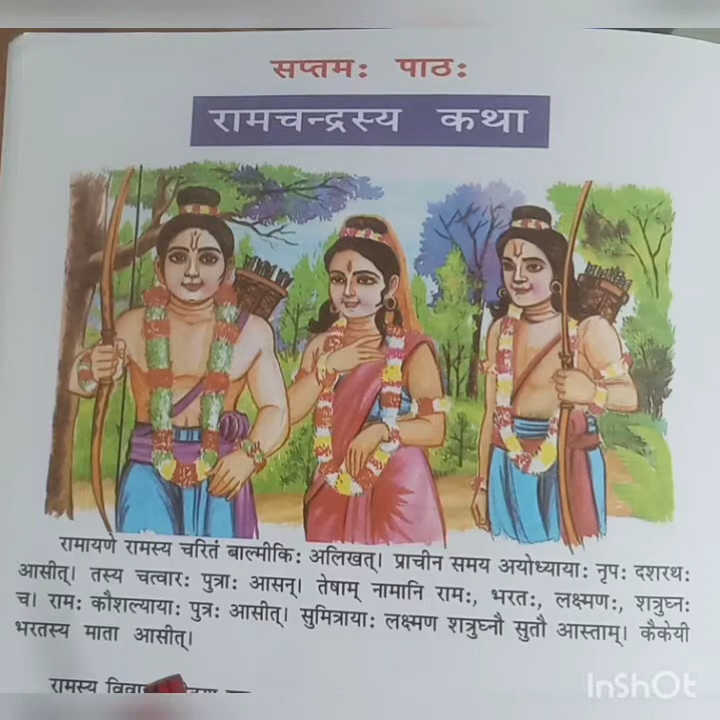 सप्तमः पाठः
रामचन्द्रस्य कथा
रामायणे रामस्य चरितं बाल्मीकिः अलिखत्। प्राचीन समय अयोध्यायाः नृपः दशरथः
आसीत्। तस्य चत्वारः पुत्राः आसन्। तेषाम् नामानि रामः, भरतः, लक्ष्मणः, शत्रुघ्नः
च। रामः कौशल्यायाः पुत्रः आसीत्। सुमित्रायाः लक्ष्मण शत्रुघ्नौ सुतौ आस्ताम्। कैकेयी
भरतस्य माता आसीत्।
रामस्य
InShOt